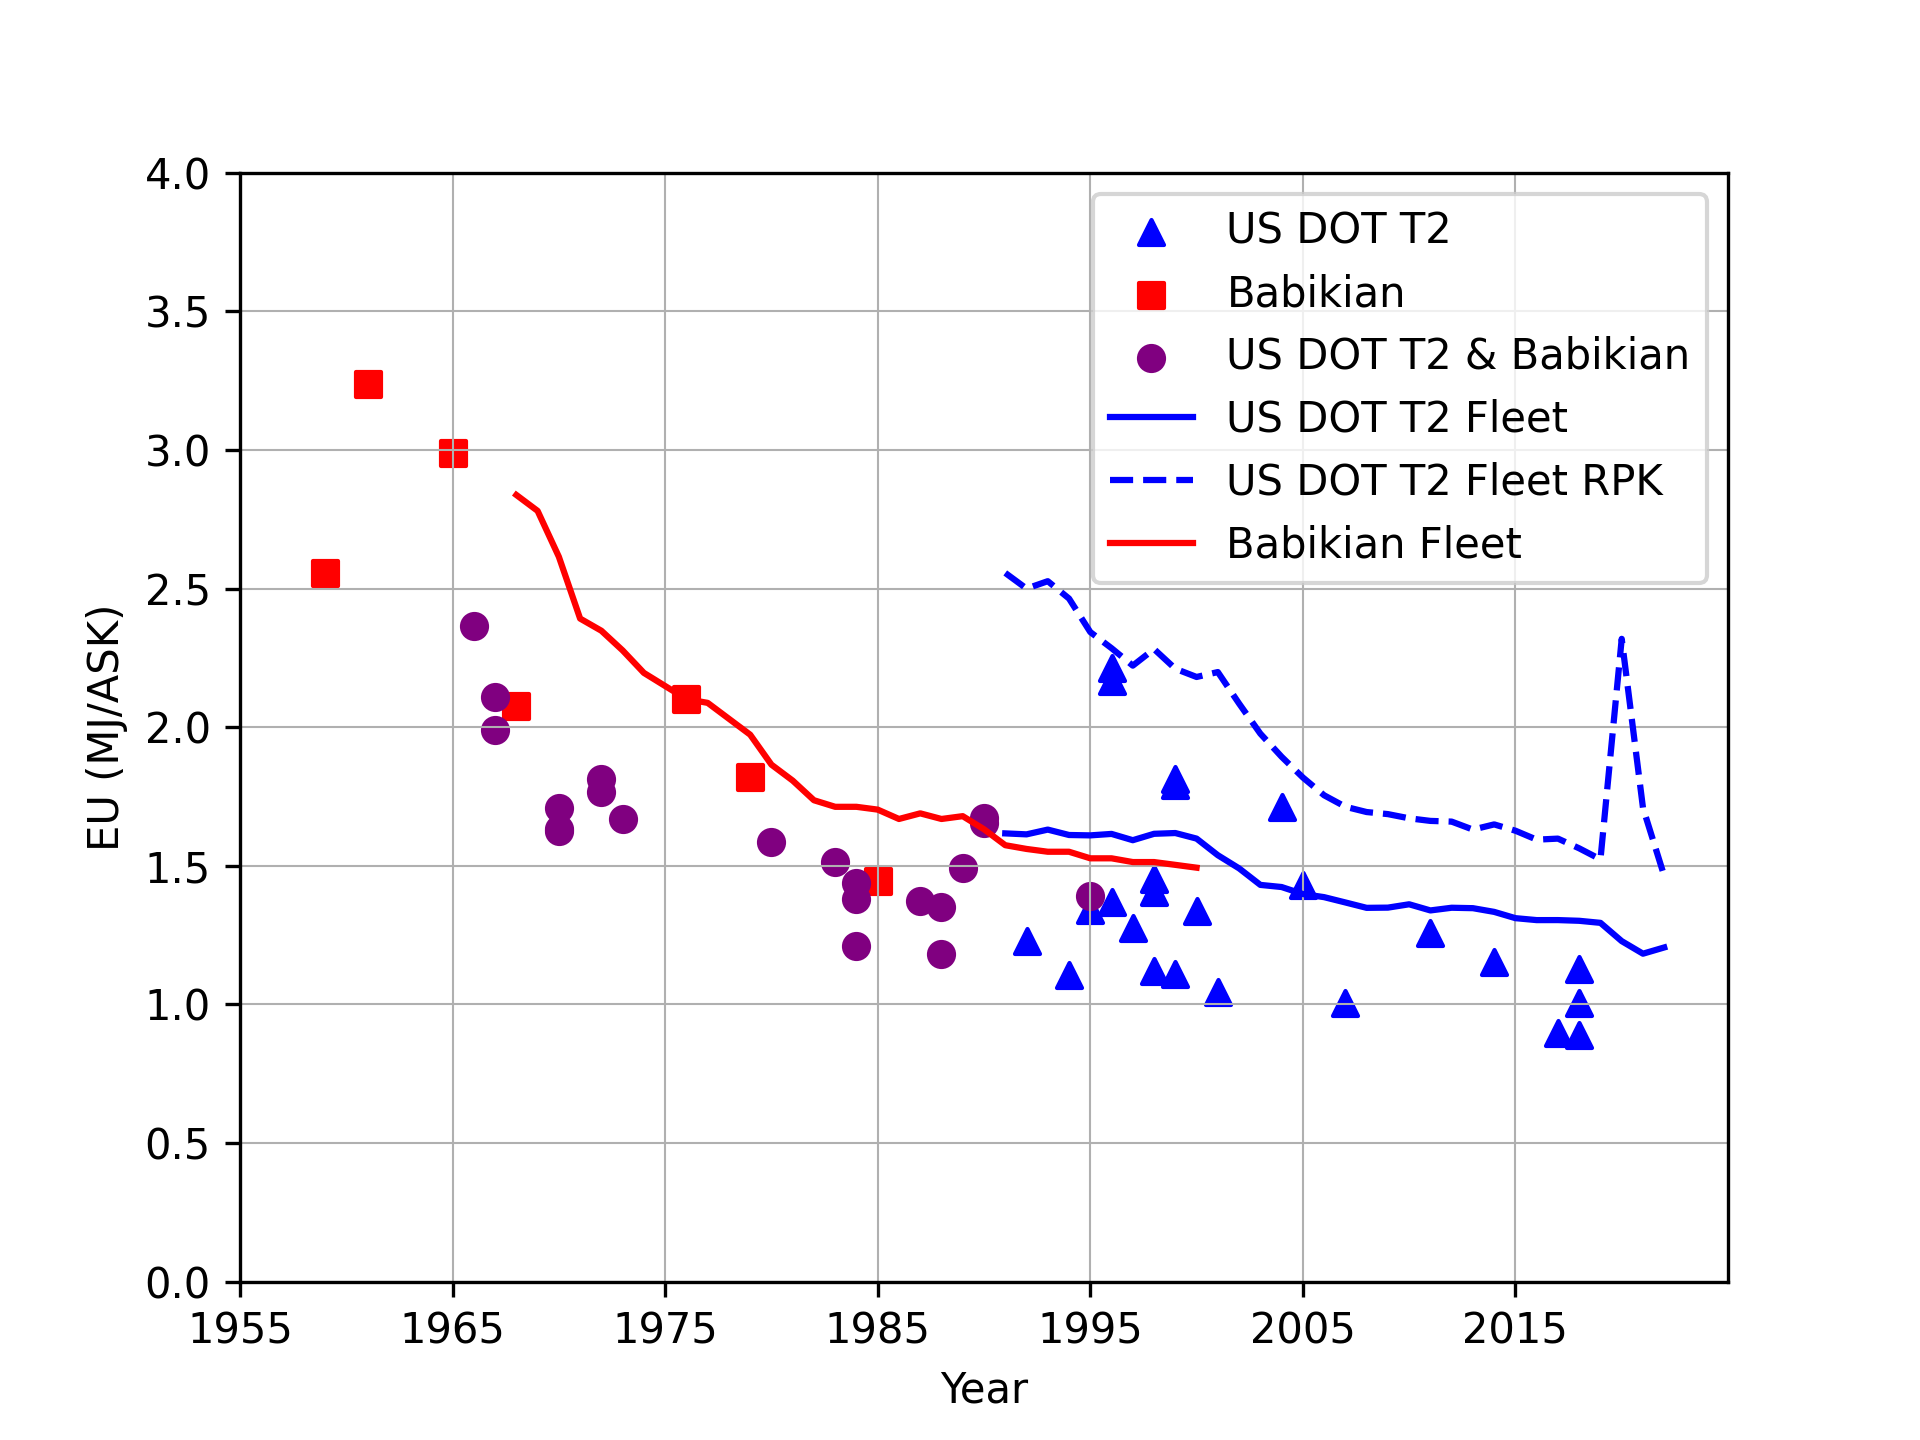 4.0
3.5
3.0
2.5
2.0
1.5
1.0
0.5
0.0
EU (MJ/ASK)
1955 1965 1975 1985 1995 2005 2015
Year
US DOT T2
Babikian
US DOT T2 & Babikian
US DOT T2 Fleet
US DOT T2 Fleet RPK
Babikian Fleet